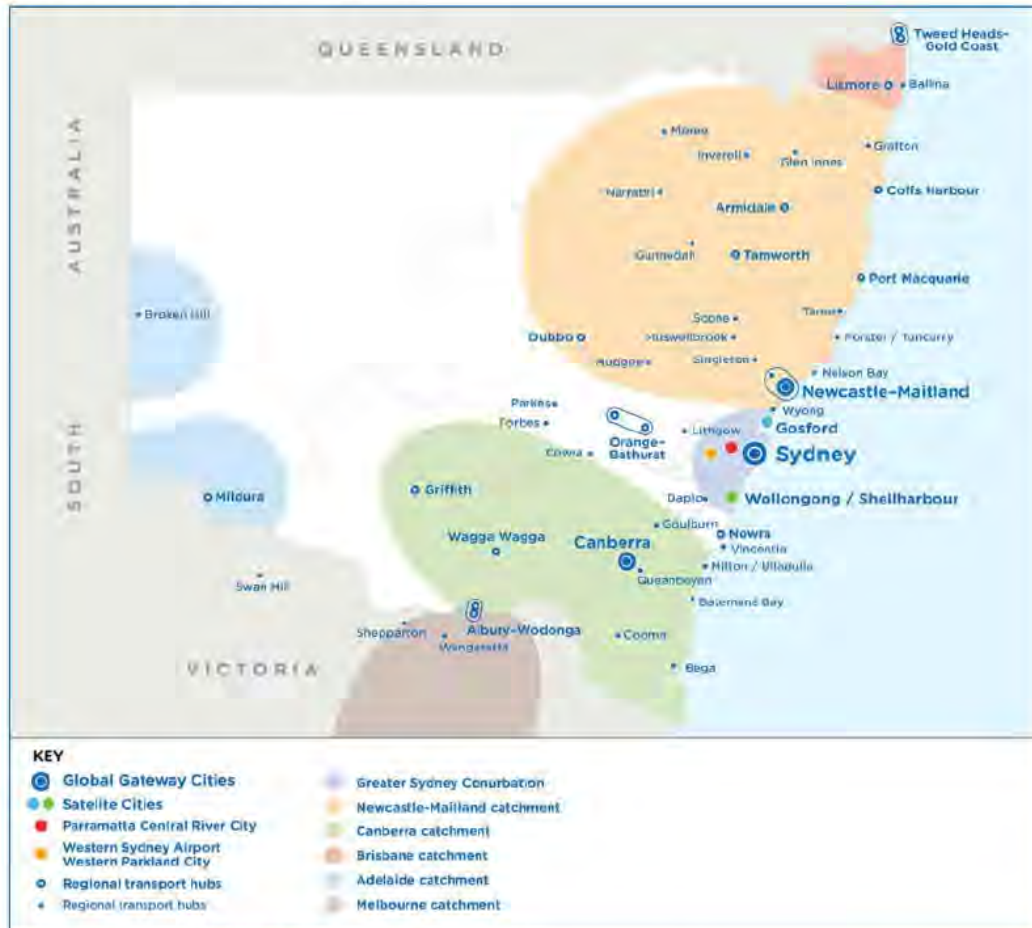 QUEENSLAND
Tweed Heads-
Gold Coast
Lismore
Ballina
AUSTRALIA
Moree
Inverell
Glen Innes
Grafton
Narrabri
Coffs Harbour
Armidale
Gunnedah
Tamworth
Port Macquarie
Broken Hill
Scone
Taree
Dubbo
Muswellbrook
Forster / Tuncurry
Mudgee
Singleton
Nelson Bay
Newcastle-Maitland
Parkes
Wyong
Forbes
Gosford
Lithgow
Orange-
Bathurst
Cowra
Sydney
SOUTH
Mildura
Griffith
Dapto
Wollongong / Shellharbour
Goulburn
Nowra
Wagga Wagga
Canberra
Vincentia
Milton / Ulladulla
Queanbeyan
Swan Hill
Batemans Bay
Shepparton
Albury-Wodonga
Cooma
Wangaratta
VICTORIA
Bega
KEY
Global Gateway Cities
Satelite Cities
Parramatta Central River City
Western Sydney Airport
Western Parkland City
Regional transport hubs
Regional transport hubs
Greater Sydney Conurbation
Newcastle-Mailland catchment
Canberra catchment
Brisbane catchment
Adelaide catchment
Melbourne catchment